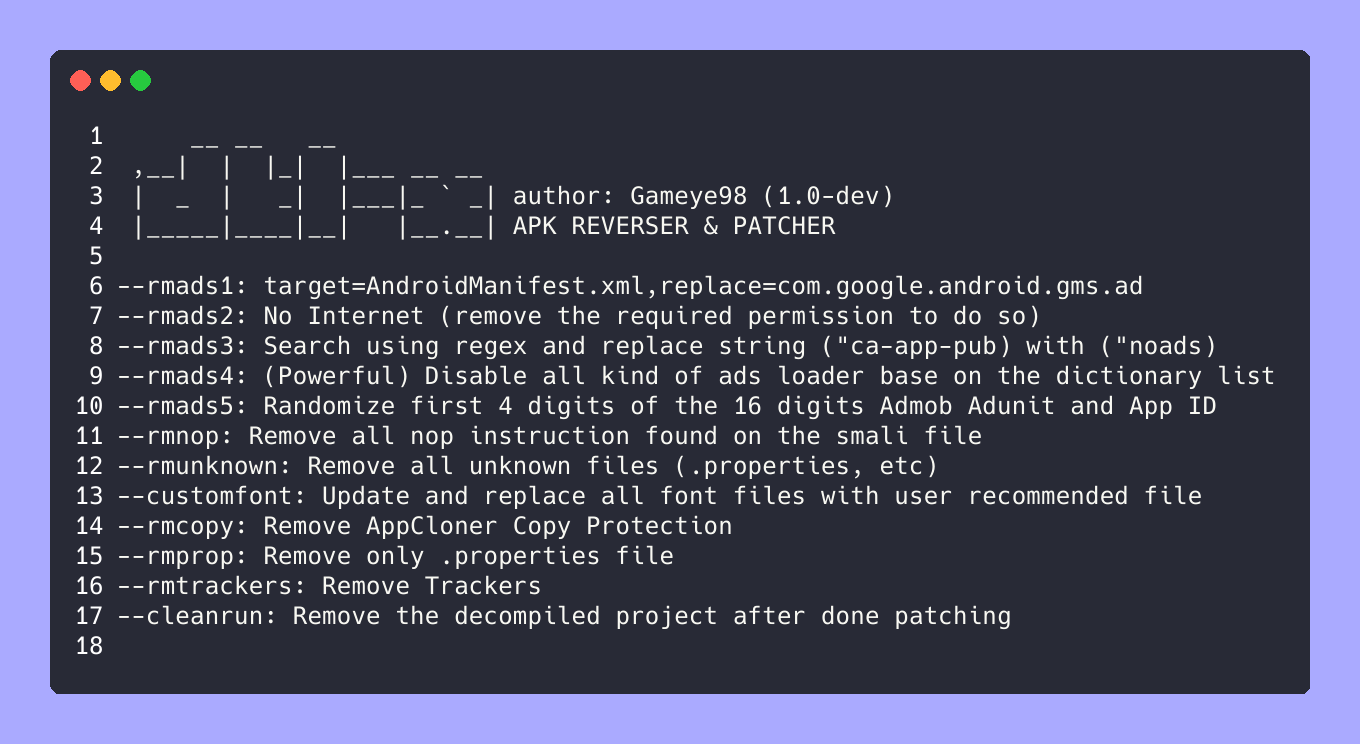 1      __ __   __
2  ,__|  |  |_|  |___ __ __
3  |  _  |   _|  |___|_ ` _| author: Gameye98 (1.0-dev)
4  |_____|____|__|   |__.__| APK REVERSER & PATCHER
5
6 --rmads1: target=AndroidManifest.xml,replace=com.google.android.gms.ad
7 --rmads2: No Internet (remove the required permission to do so)
8 --rmads3: Search using regex and replace string ("ca-app-pub) with ("noads)
9 --rmads4: (Powerful) Disable all kind of ads loader base on the dictionary list
10 --rmads5: Randomize first 4 digits of the 16 digits Admob Adunit and App ID
11 --rmnop: Remove all nop instruction found on the smali file
12 --rmunknown: Remove all unknown files (.properties, etc)
13 --customfont: Update and replace all font files with user recommended file
14 --rmcopy: Remove AppCloner Copy Protection
15 --rmprop: Remove only .properties file
16 --rmtrackers: Remove Trackers
17 --cleanrun: Remove the decompiled project after done patching
18